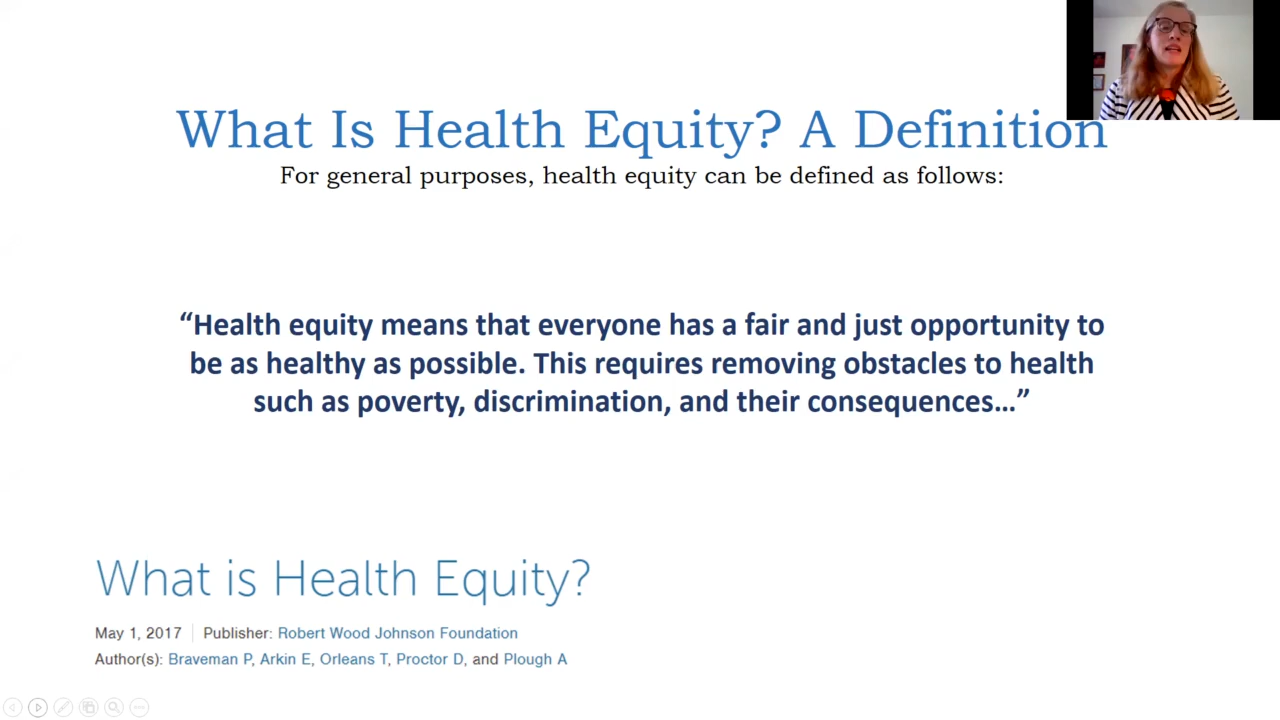 What Is Health Equity? A Definition
For general purposes, health equity can be defined as follows:
“Health equity means that everyone has a fair and just opportunity to
be as healthy as possible. This requires removing obstacles to health
such as poverty, discrimination, and their consequences…”
What is Health Equity?
May 1, 2017 | Publisher: Robert Wood Johnson Foundation
Author(s): Braveman P, Arkin E, Orleans T, Proctor D, and Plough A